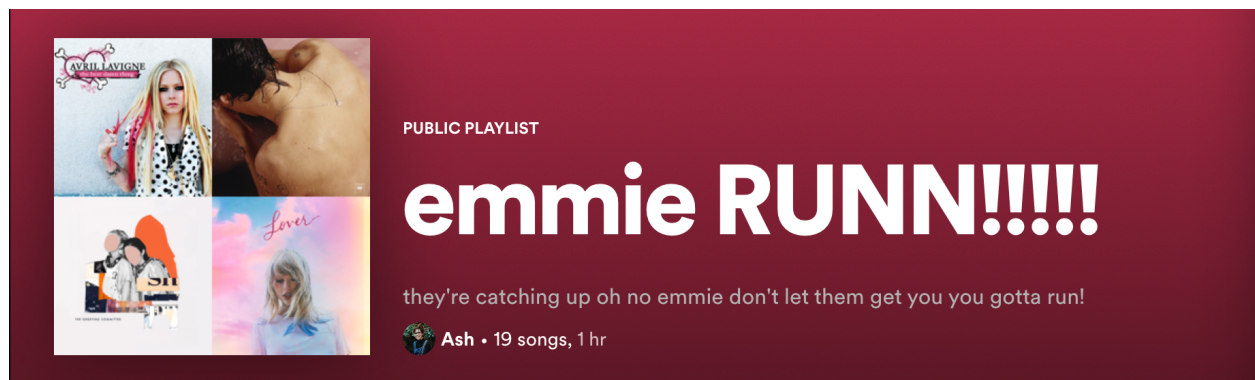 AVRIL LAVIGNE
the best damn thing
Lover
PUBLIC PLAYLIST
emmie RUNN!!!!!
they're catching up oh no emmie don't let them get you you gotta run!
Ash • 19 songs, 1 hr